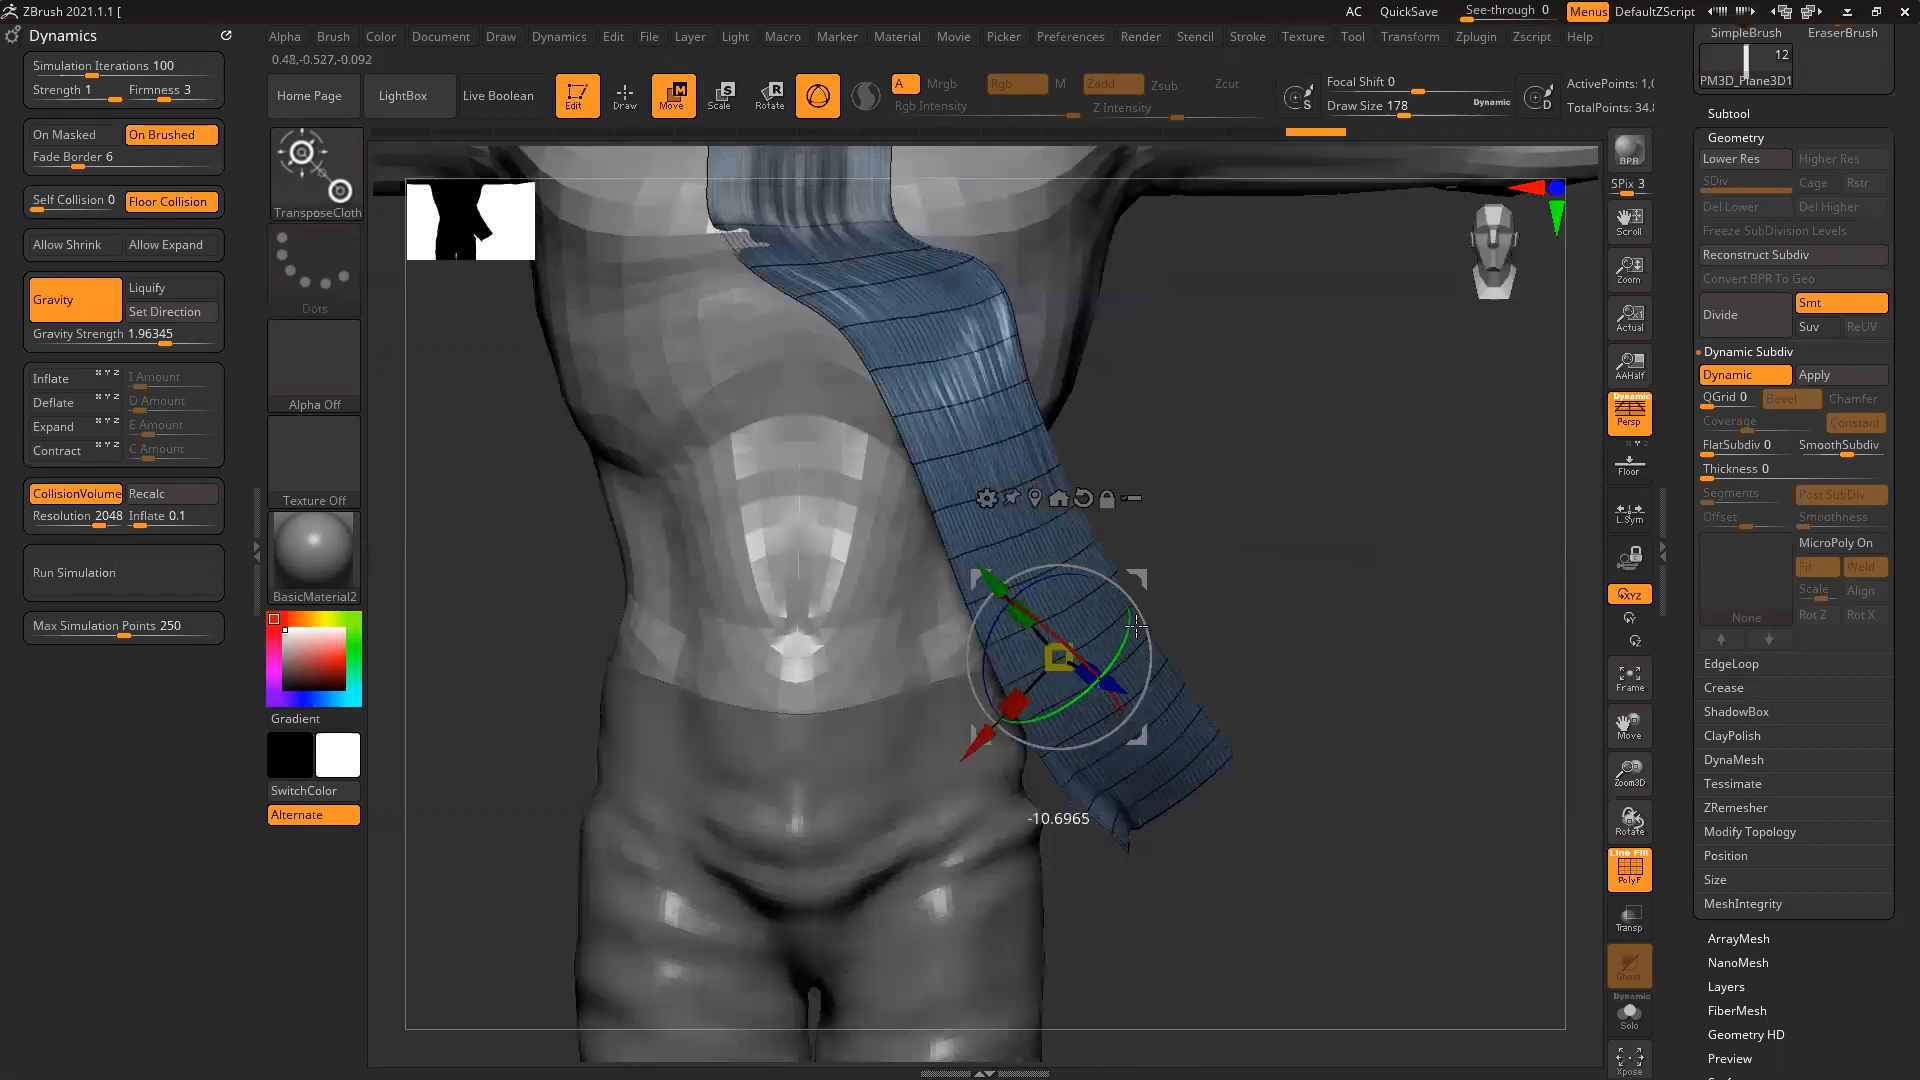 ZBrush 2021.1.1 [
AC
QuickSave
See-through 0
Menus
DefaultZScript
Dynamics
Alpha Brush Color Document Draw Dynamics Edit File Layer Light Macro Marker Material Movie Picker Preferences Render Stencil Stroke Texture Tool Transform Zplugin Zscript Help
0.48,-0.527,-0.092
Home Page
LightBox
Live Boolean
Edit
Draw
Move
Scale
Rotate
A
Mrgb
Rgb
M
Zadd
Zsub
Zcut
Rgb Intensity
Z Intensity
S
Focal Shift 0
Draw Size 178
Dynamic
D
ActivePoints: 1,
TotalPoints: 34.
Simulation Iterations 100
Strength 1
Firmness 3
On Masked
On Brushed
Fade Border 6
Self Collision 0
Floor Collision
Allow Shrink
Allow Expand
Gravity
Liquify
Set Direction
Gravity Strength 1.96345
Inflate
X Y Z
I Amount
Deflate
X Y Z
D Amount
Expand
X Y Z
E Amount
Contract
X Y Z
C Amount
CollisionVolume
Recalc
Resolution 2048
Inflate 0.1
Run Simulation
Max Simulation Points 250
TransposeCloth
Dots
Alpha Off
Texture Off
BasicMaterial2
Gradient
SwitchColor
Alternate
-10.6965
BPR
SPix 3
Scroll
Zoom
Actual
AAHalf
Dynamic
Persp
Floor
L.Sym
XYZ
Y
Z
Frame
Move
Zoom3D
Rotate
Line Fill
PolyF
Transp
Ghost
Dynamic
Solo
Xpose
SimpleBrush
EraserBrush
12
PM3D_Plane3D1
Subtool
Geometry
Lower Res
Higher Res
SDiv
Cage
Rstr
Del Lower
Del Higher
Freeze SubDivision Levels
Reconstruct Subdiv
Convert BPR To Geo
Divide
Smt
Suv
ReUV
Dynamic Subdiv
Dynamic
Apply
QGrid 0
Bevel
Chamfer
Coverage
Constant
FlatSubdiv 0
SmoothSubdiv
Thickness 0
Segments
Post SubDiv
Offset
Smoothness
MicroPoly On
Fit
Weld
Scale
Align
None
Rot Z
Rot X
EdgeLoop
Crease
ShadowBox
ClayPolish
DynaMesh
Tessimate
ZRemesher
Modify Topology
Position
Size
MeshIntegrity
ArrayMesh
NanoMesh
Layers
FiberMesh
Geometry HD
Preview